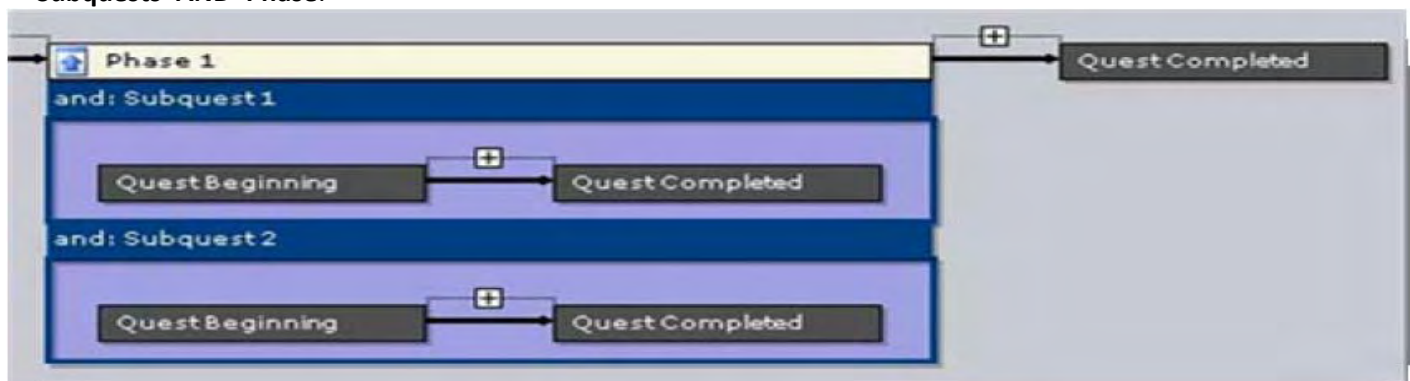 Subquests "AND" Phase:
Phase 1
Quest Completed
and: Subquest 1
Quest Beginning
Quest Completed
and: Subquest 2
Quest Beginning
Quest Completed